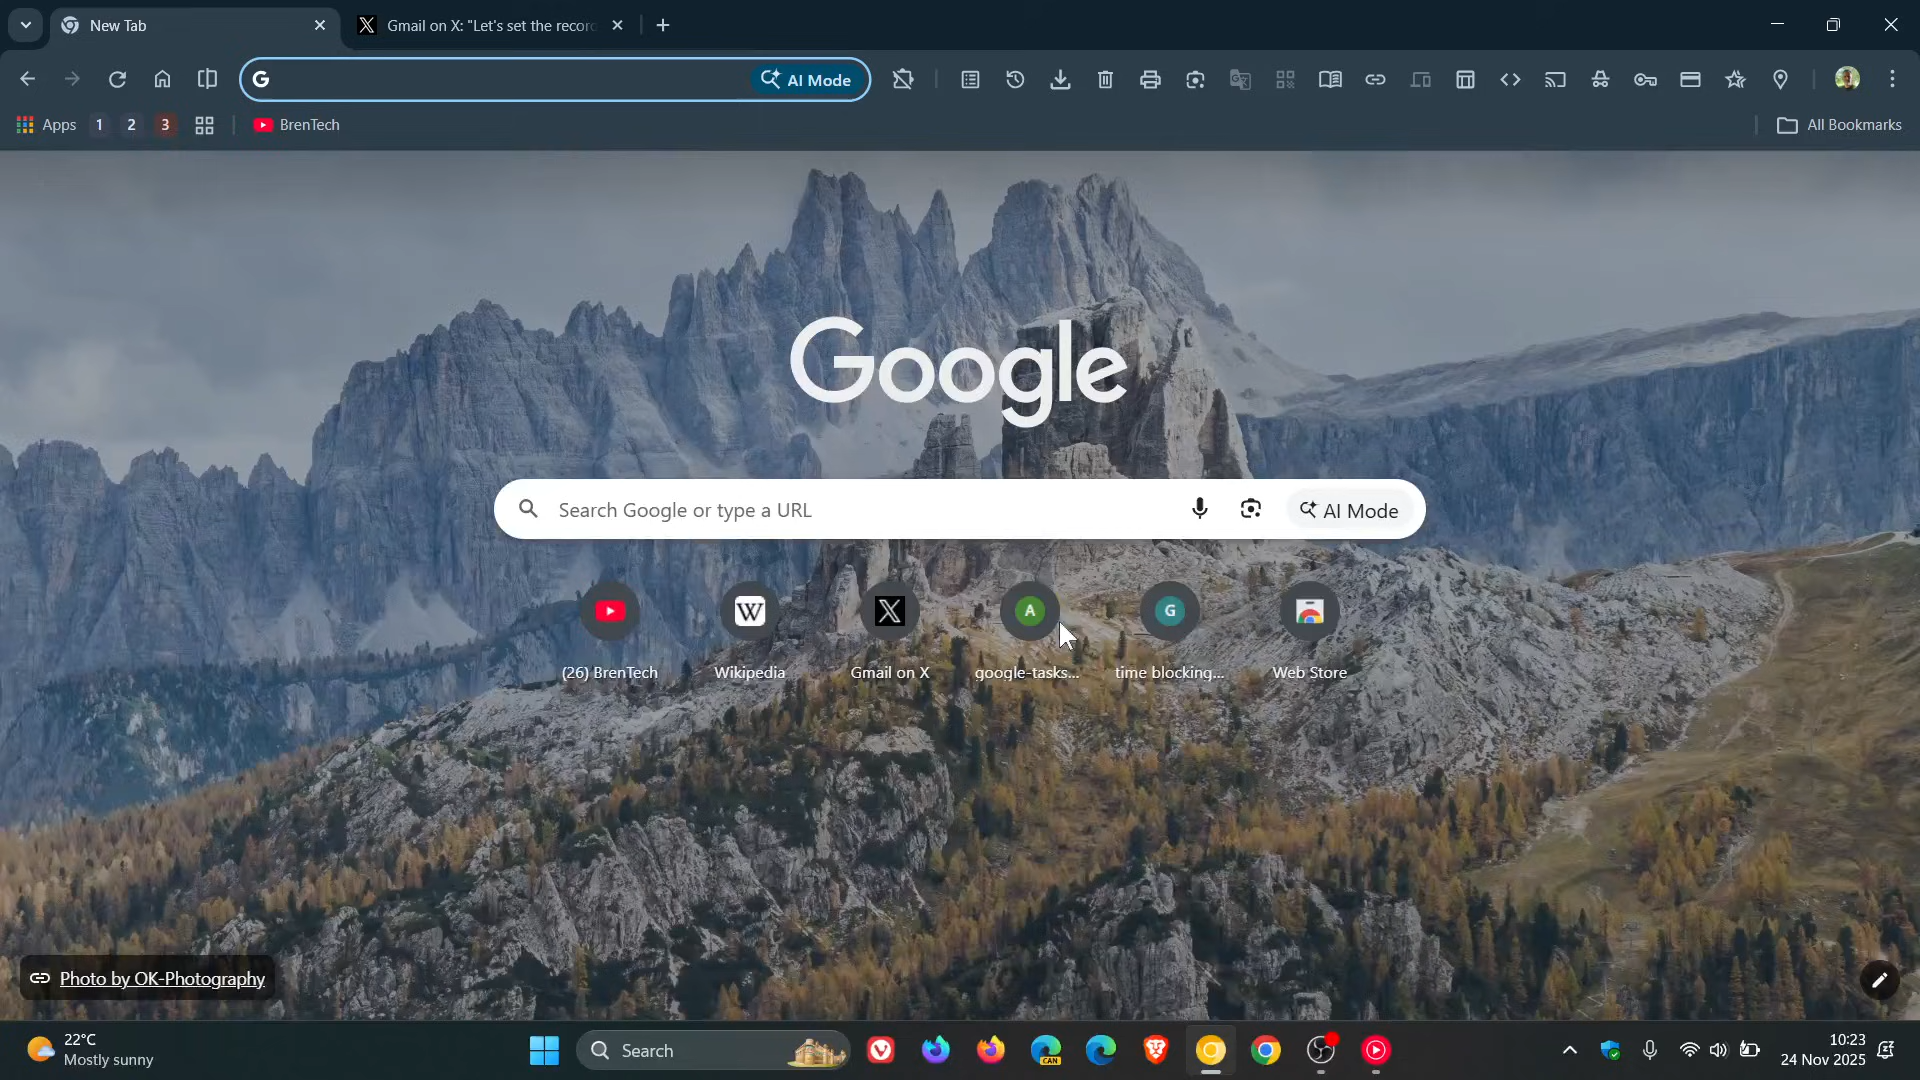 New Tab
Gmail on X: "Let's set the recor
AI Mode
Apps 1 2 3 BrenTech All Bookmarks
Google
Search Google or type a URL AI Mode
A G
(26) BrenTech Wikipedia Gmail on X google-tasks... time blocking... Web Store
Photo by OK-Photography
22°C
Mostly sunny
Search
CAN
10:23
24 Nov 2025